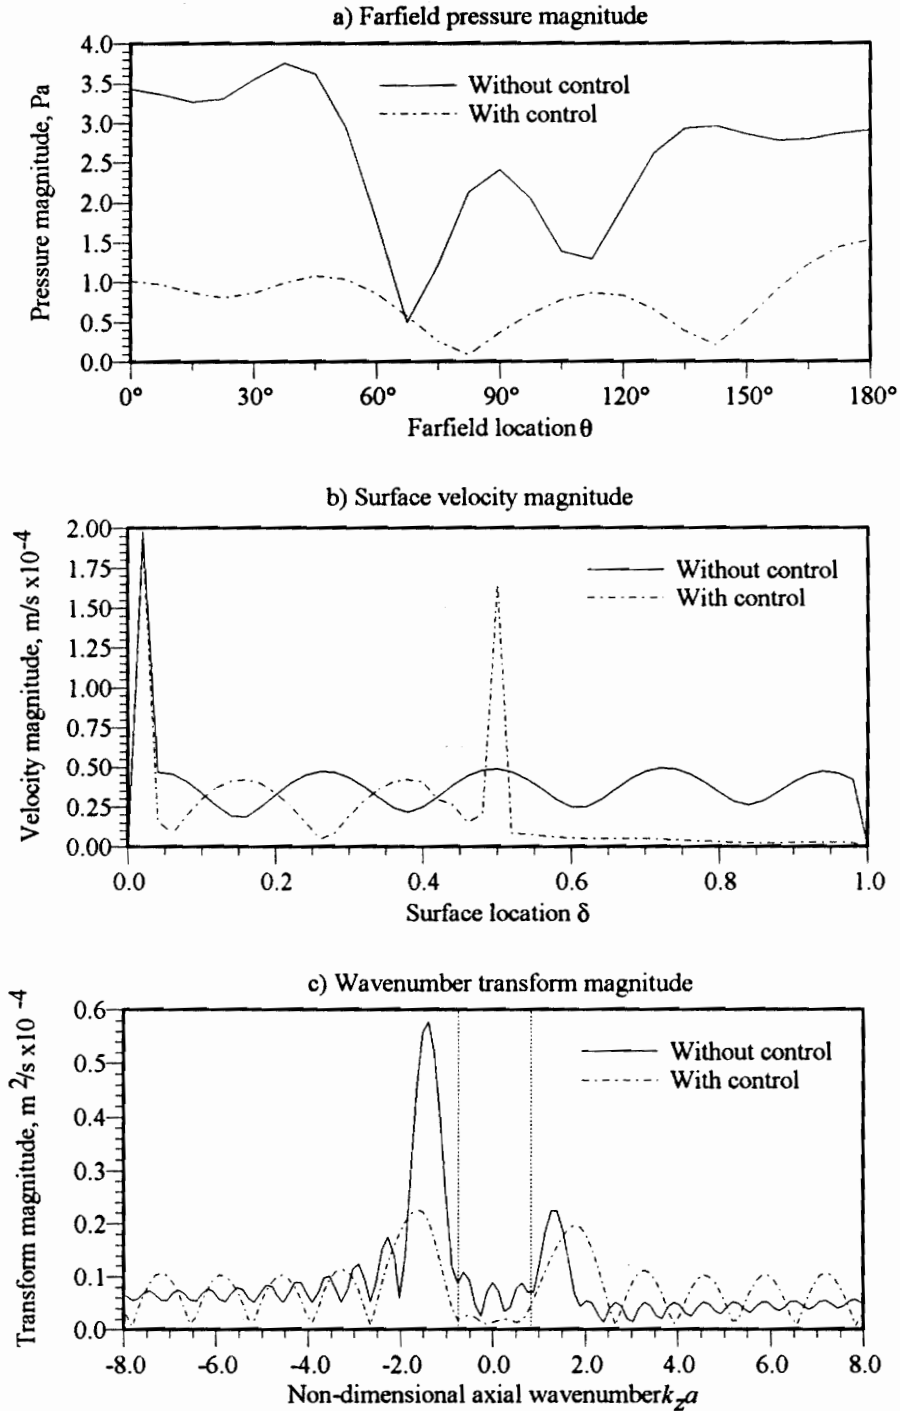 a) Farfield pressure magnitude
4.0
3.5
3.0
2.5
2.0
1.5
1.0
0.5
0.0
Pressure magnitude, Pa
Without control
With control
0° 30° 60° 90° 120° 150° 180°
Farfield location θ
b) Surface velocity magnitude
2.00
1.75
1.50
1.25
1.00
0.75
0.50
0.25
0.00
Velocity magnitude, m/s x10-4
Without control
With control
0.0 0.2 0.4 0.6 0.8 1.0
Surface location δ
c) Wavenumber transform magnitude
0.6
0.5
0.4
0.3
0.2
0.1
0.0
Transform magnitude, m 2/s x10 -4
Without control
With control
-8.0 -6.0 -4.0 -2.0 0.0 2.0 4.0 6.0 8.0
Non-dimensional axial wavenumber kza